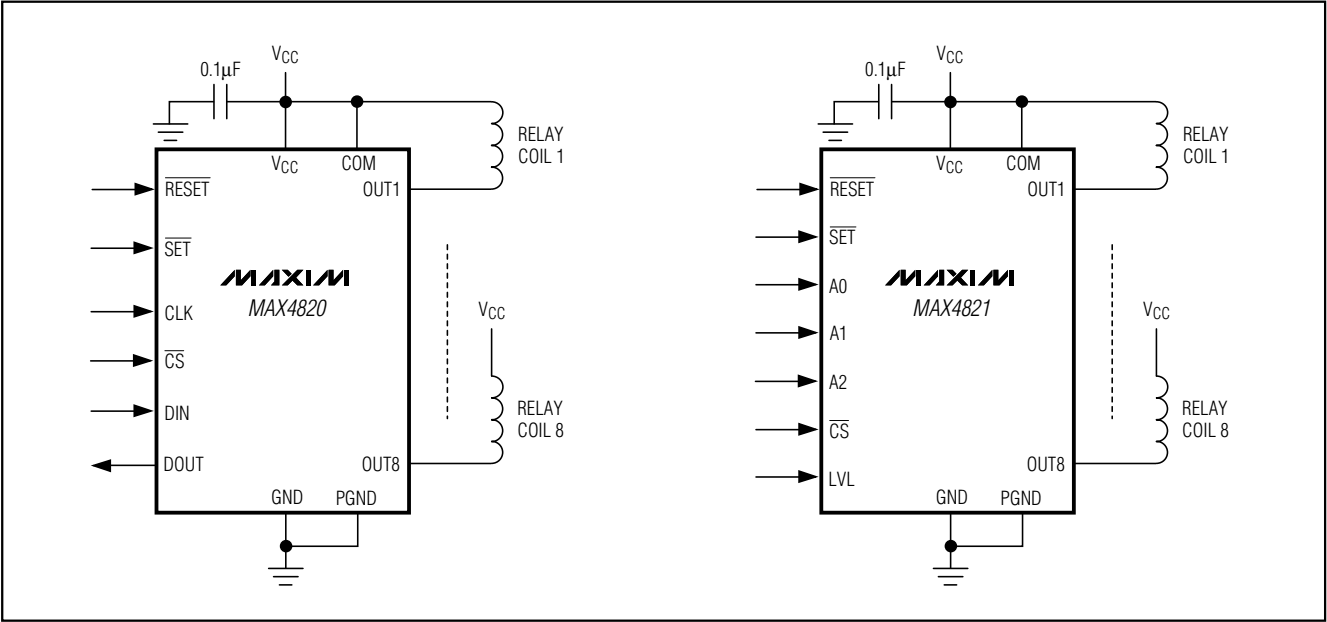 VCC
0.1μF
RELAY
COIL 1
VCC
COM
RESET
OUT1
SET
MAXIM
MAX4820
CLK
VCC
CS
DIN
RELAY
COIL 8
DOUT
OUT8
GND
PGND
VCC
0.1μF
RELAY
COIL 1
VCC
COM
RESET
OUT1
SET
MAXIM
A0
MAX4821
A1
VCC
A2
RELAY
COIL 8
CS
OUT8
LVL
GND
PGND